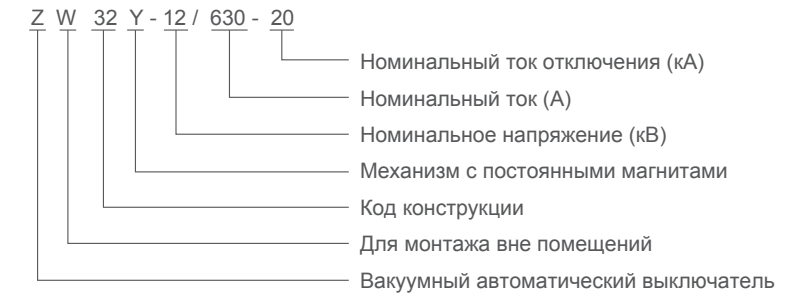 Z W 32 Y - 12 / 630 - 20
Номинальный ток отключения (кА)
Номинальный ток (А)
Номинальное напряжение (кВ)
Механизм с постоянными магнитами
Код конструкции
Для монтажа вне помещений
Вакуумный автоматический выключатель